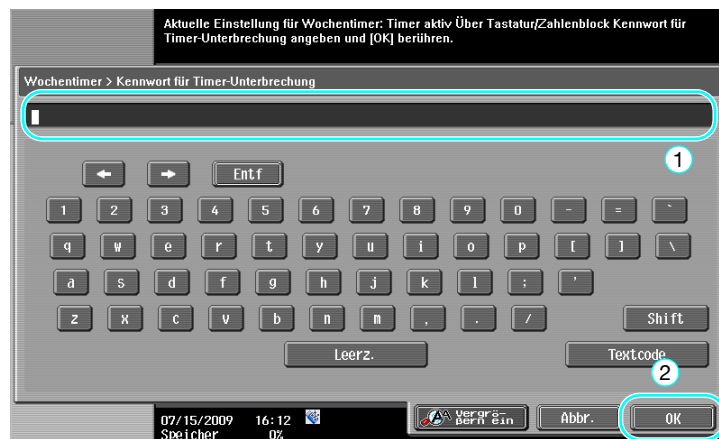 Aktuelle Einstellung für Wochentimer: Timer aktiv Über Tastatur/Zahlenblock Kennwort für
Timer-Unterbrechung angeben und [OK] berühren.
Wochentimer > Kennwort für Timer-Unterbrechung
1
← → Entf
1 2 3 4 5 6 7 8 9 0 - = `
q w e r t y u i o p [ ] \
a s d f g h j k l ; '
z x c v b n m , . / Shift
Leerz. Textcode
2
07/15/2009 16:12
Speicher 0%
Vergrö-
ßern ein
Abbr. OK